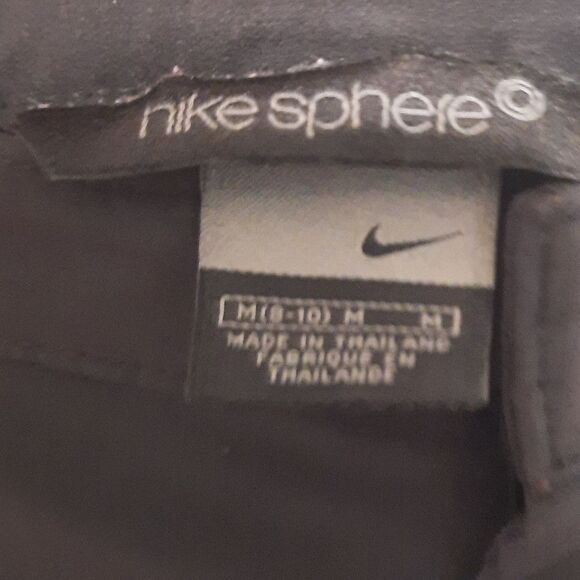 nike sphere
M (8-10) M M
MADE IN THAILAND
FABRIQUE EN
THAILANDE